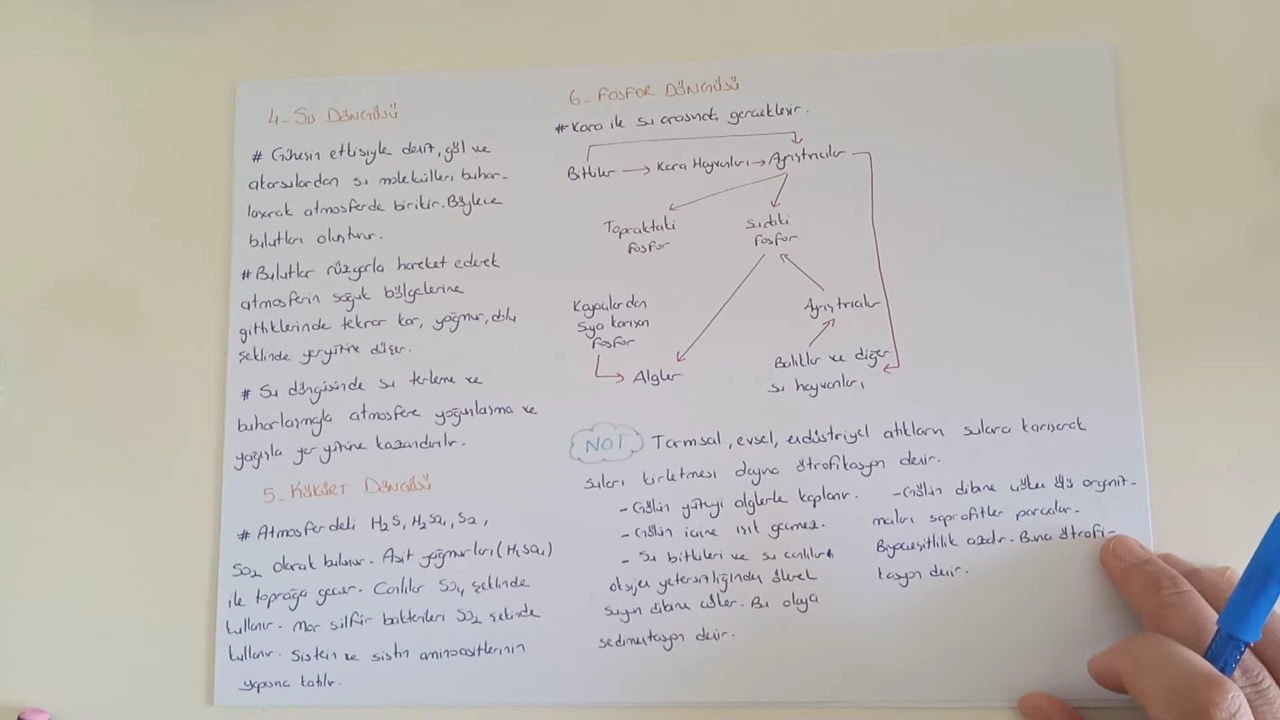 4- Su DÖNGÜSÜ
# Güneşin etkisiyle deniz, göl ve
akarsulardan su molekülleri buhar-
laşarak atmosferde birikir. Böylece
bulutları oluşturur.
# Bulutlar rüzgarla hareket ederek
atmosferin soğuk bölgelerine
gittiklerinde tekrar kar, yağmur, dolu
şeklinde yeryüzüne düşer.
# Su döngüsünde su terleme ve
buharlaşmayla atmosfere yoğunlaşma ve
yağışla yer yüzüne kazandırılır.
5- KÜKÜRT DÖNGÜSÜ
# Atmosferdeki H2S, H2SO4, S2,
SO2 olarak bulunur. Asit yağmurları (H2SO4)
ile toprağa geçer. Canlılar SO4 şeklinde
kullanır. Mor sülfür bakterileri SO2 şeklinde
kullanır. Sistein ve sistin aminoasitlerinin
yapısına katılır.
6- FOSFOR DÖNGÜSÜ
# Kara ile su arasında gerçekleşir.
Bitkiler → Kara Hayvanları → Ayrıştırıcılar
Topraktaki
fosfor
Sudaki
fosfor
Kayalardan
Suya karışan
fosfor
Ayrıştırıcılar
Algler
Balıklar ve diğer
su hayvanları
NOT Tarımsal, evsel, endüstriyel atıkların sulara karışarak
suları kirletmesi olayına ötrofikasyon denir.
- Gölün yüzeyi alglerle kaplanır.
- Gölün içine ışık geçmez.
- Su bitkileri ve su canlıları
oksijen yetersizliğinden ölerek
suyun dibine çöker. Bu olaya
sedimentasyon denir.
- Gölün dibine çöken ölü organiz-
maları saprofitler parçalar.
Biyoçeşitlilik azalır. Buna ötrofi-
kasyon denir.